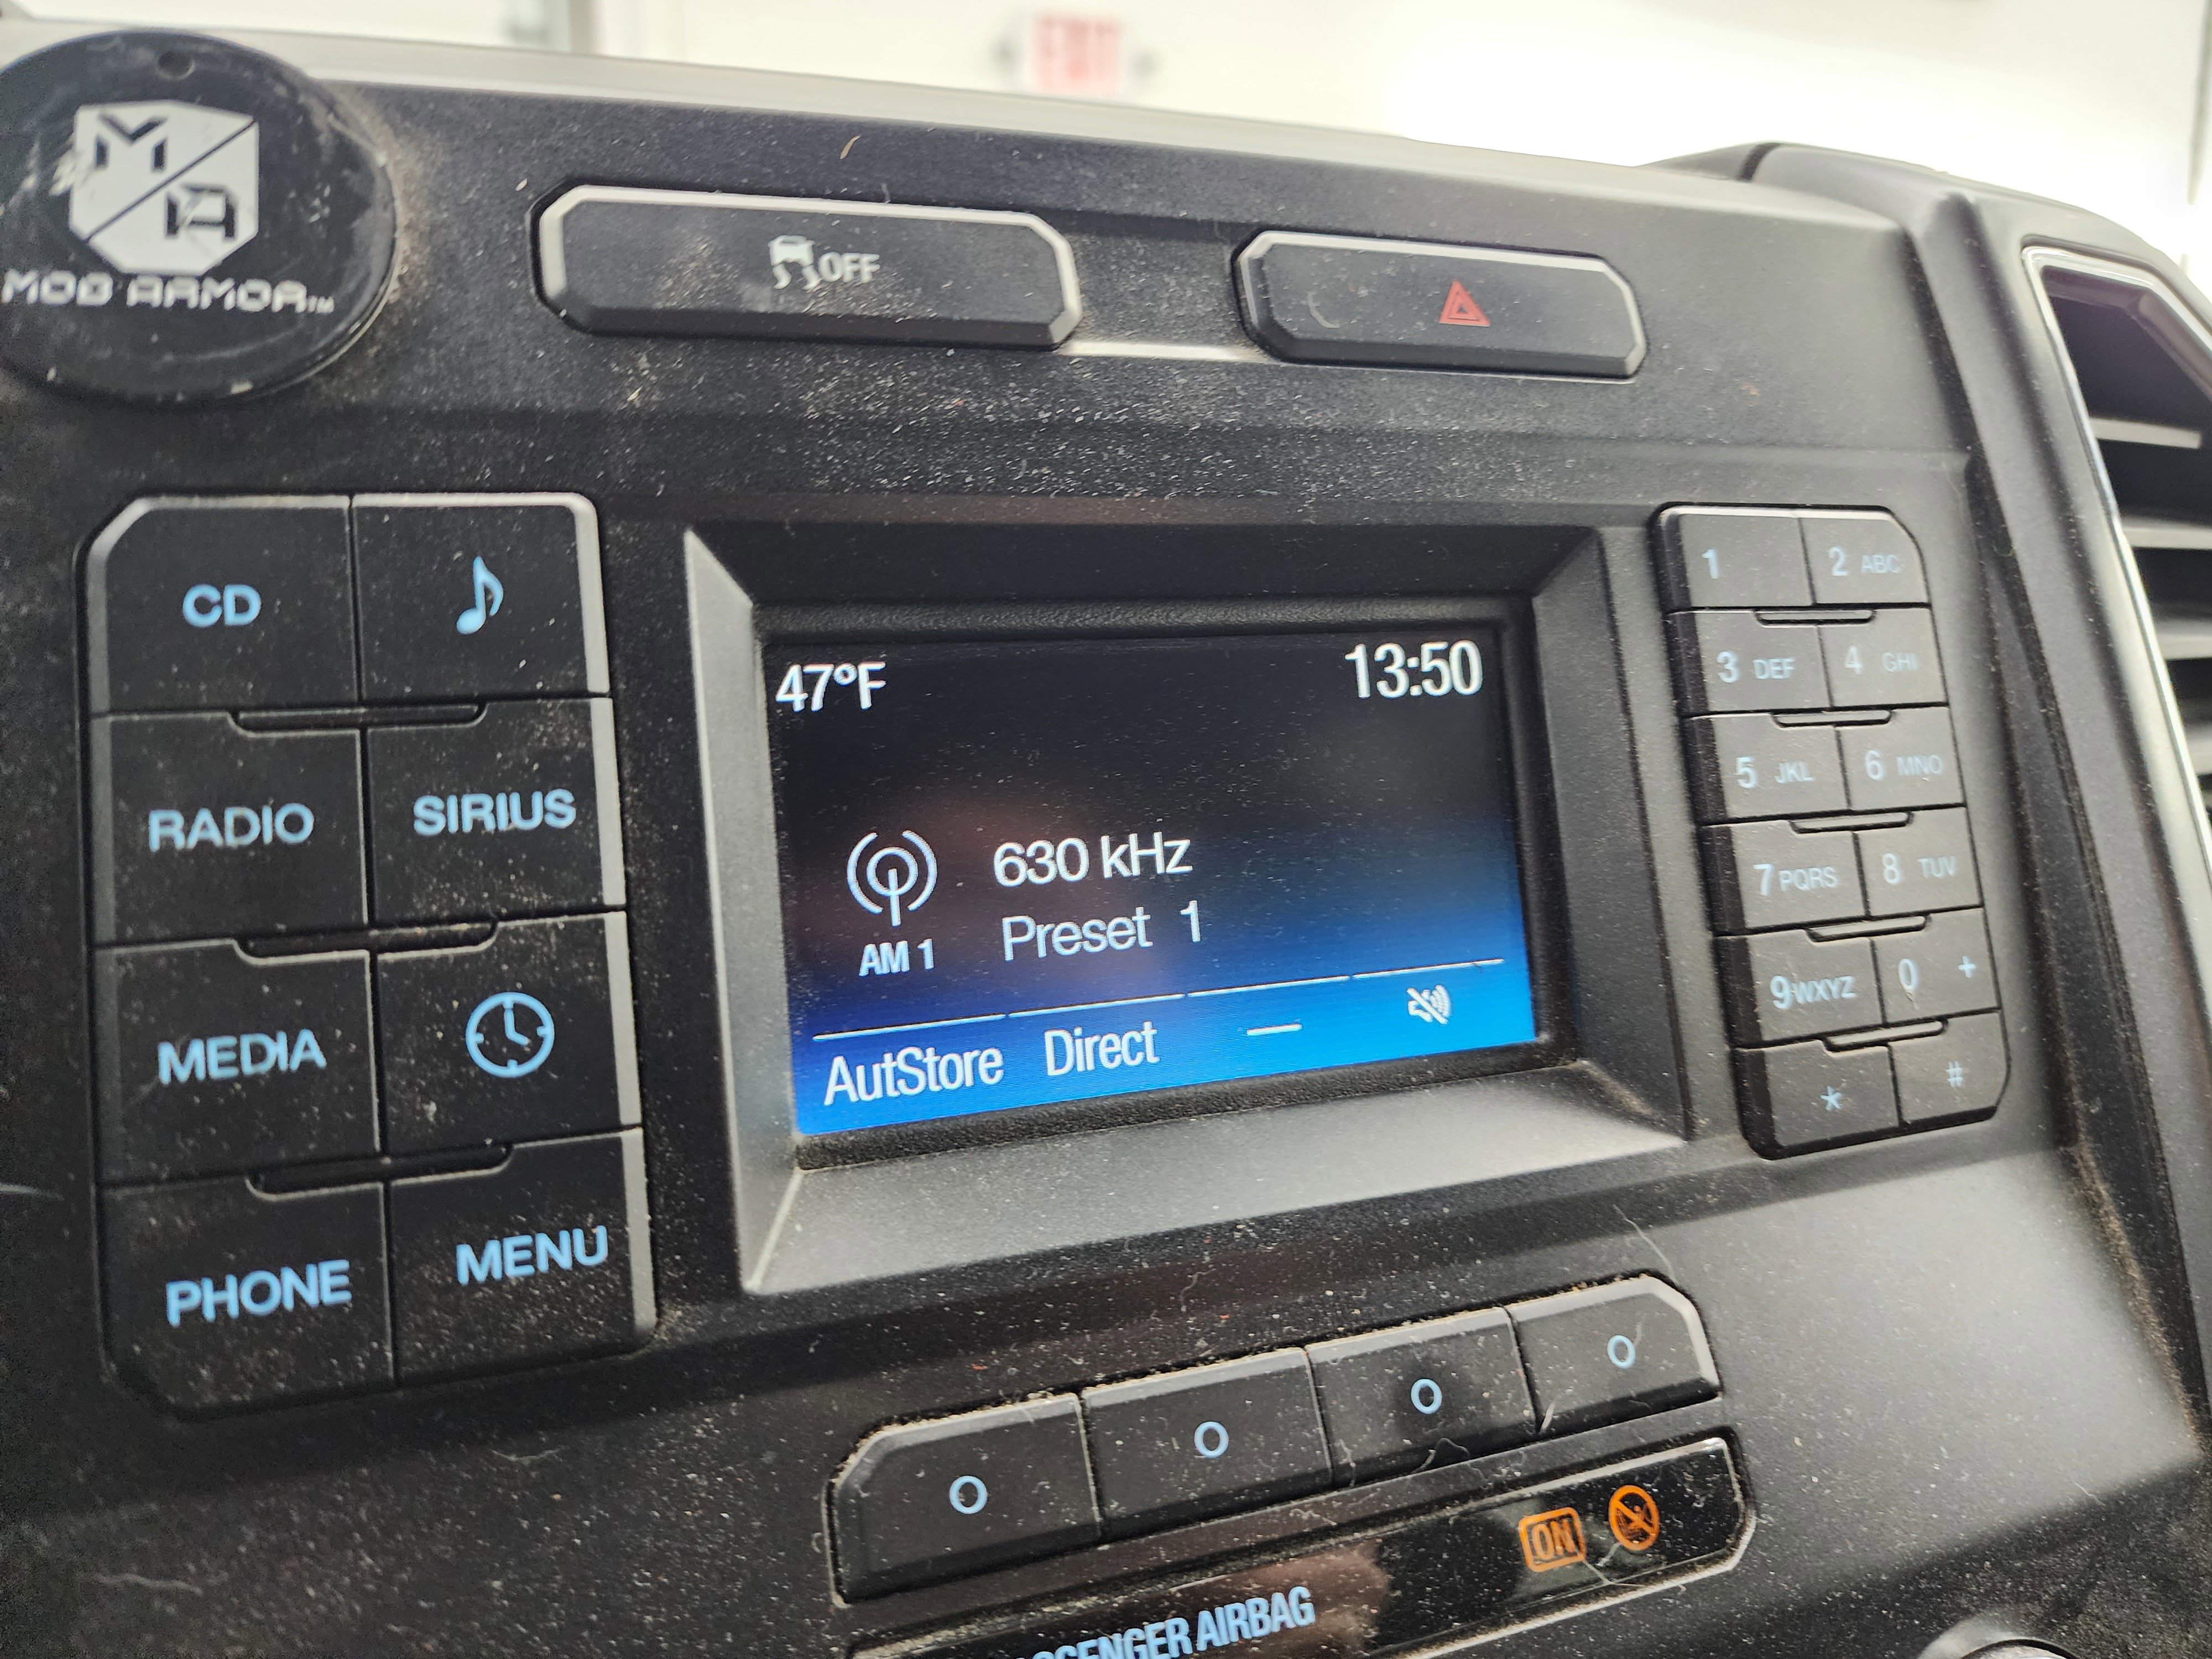 EXIT
M
A
MOB ARMOR™
OFF
CD
RADIO
SIRIUS
MEDIA
PHONE
MENU
47°F
13:50
630 kHz
AM 1
Preset 1
AutStore
Direct
1
2 ABC
3 DEF
4 GHI
5 JKL
6 MNO
7 PQRS
8 TUV
9 WXYZ
0 +
*
#
ON
AIRBAG